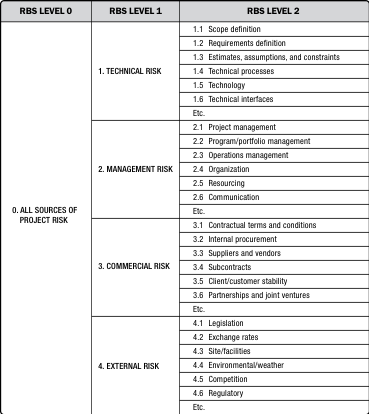 RBS LEVEL 0 RBS LEVEL 1 RBS LEVEL 2
0. ALL SOURCES OF
PROJECT RISK
1. TECHNICAL RISK
1.1 Scope definition
1.2 Requirements definition
1.3 Estimates, assumptions, and constraints
1.4 Technical processes
1.5 Technology
1.6 Technical interfaces
Etc.
2. MANAGEMENT RISK
2.1 Project management
2.2 Program/portfolio management
2.3 Operations management
2.4 Organization
2.5 Resourcing
2.6 Communication
Etc.
3. COMMERCIAL RISK
3.1 Contractual terms and conditions
3.2 Internal procurement
3.3 Suppliers and vendors
3.4 Subcontracts
3.5 Client/customer stability
3.6 Partnerships and joint ventures
Etc.
4. EXTERNAL RISK
4.1 Legislation
4.2 Exchange rates
4.3 Site/facilities
4.4 Environmental/weather
4.5 Competition
4.6 Regulatory
Etc.